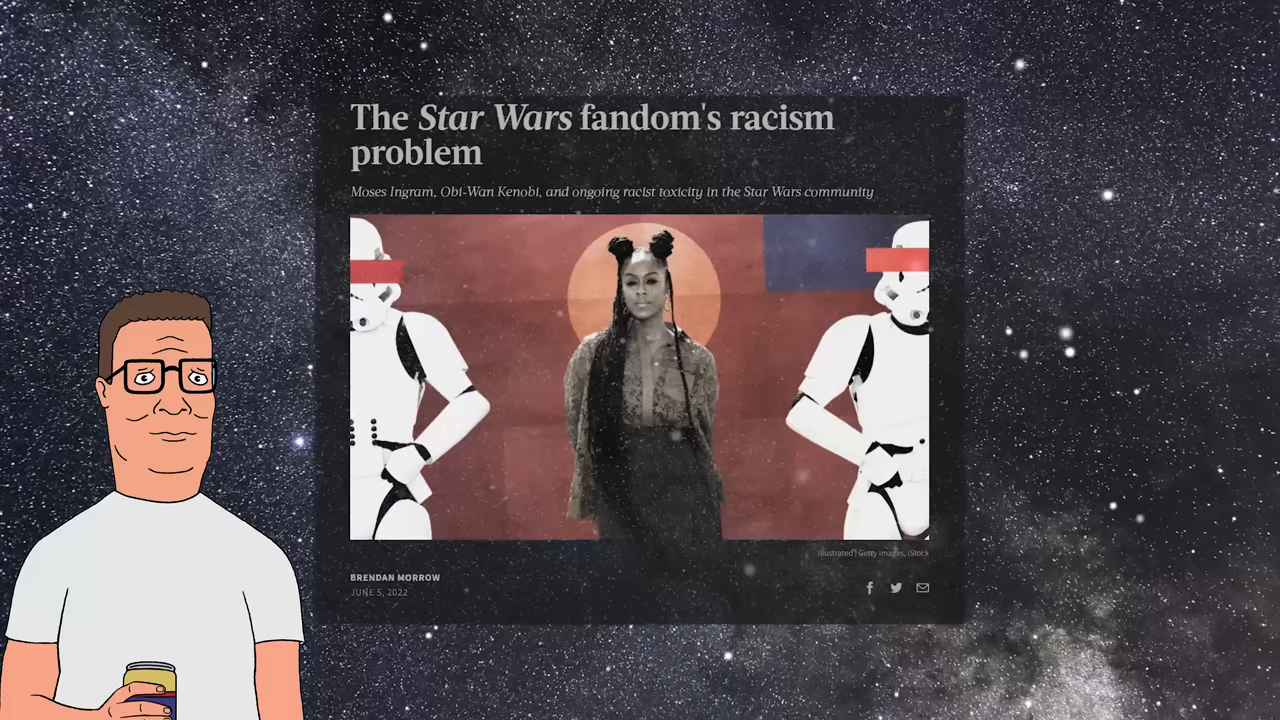 The Star Wars fandom's racism
problem
Moses Ingram, Obi-Wan Kenobi, and ongoing racist toxicity in the Star Wars community
Illustrated | Getty Images, iStock
BRENDAN MORROW
JUNE 5, 2022